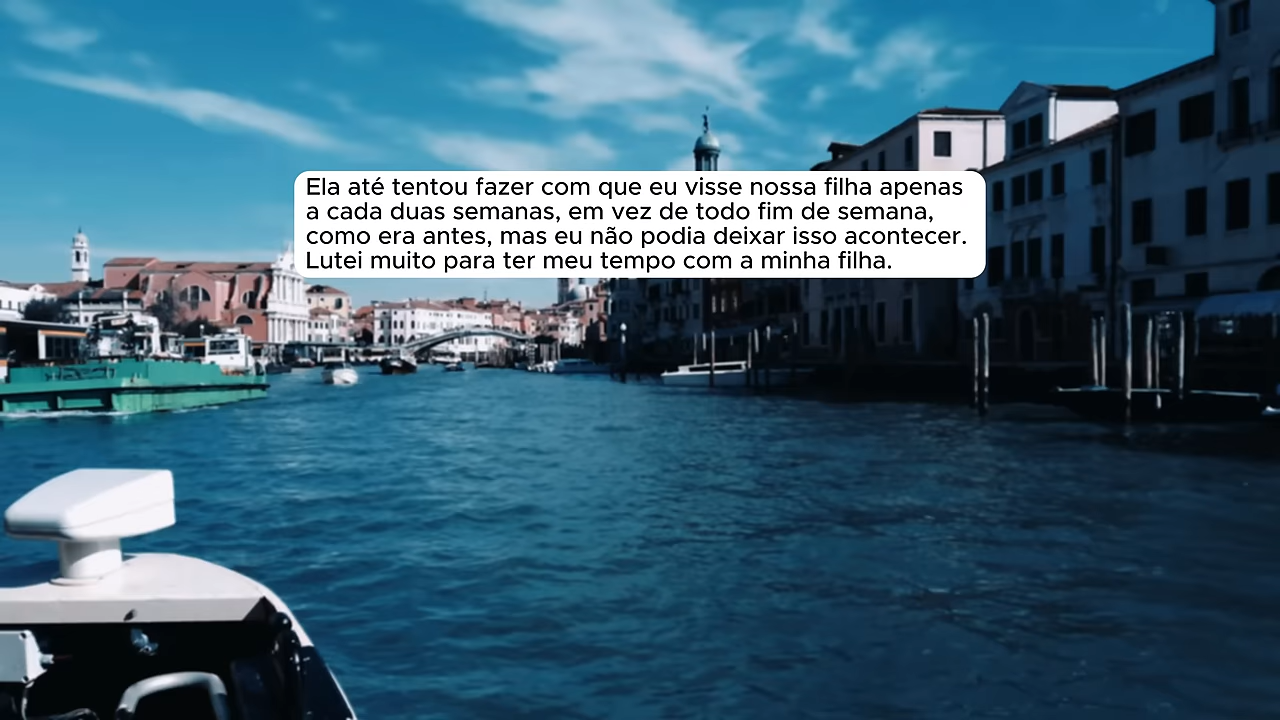 Ela até tentou fazer com que eu visse nossa filha apenas
a cada duas semanas, em vez de todo fim de semana,
como era antes, mas eu não podia deixar isso acontecer.
Lutei muito para ter meu tempo com a minha filha.